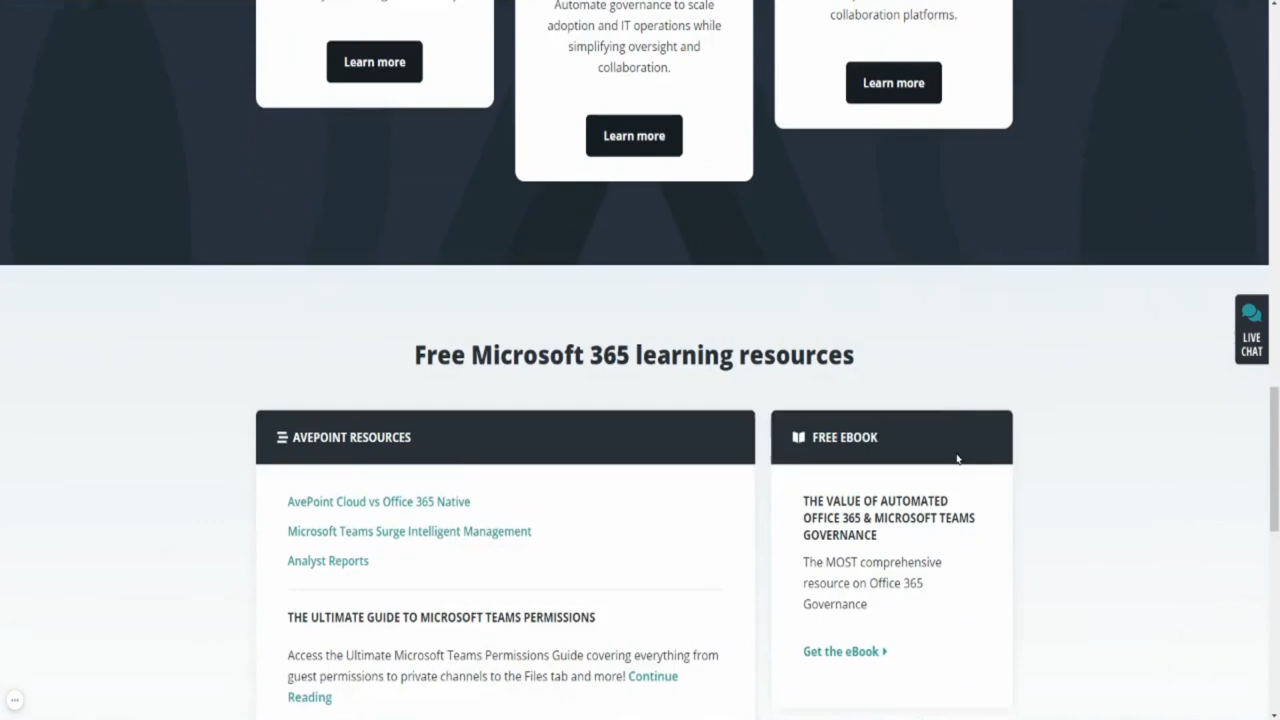 Learn more
Automate governance to scale
adoption and IT operations while
simplifying oversight and
collaboration.
Learn more
collaboration platforms.
Learn more
LIVE
CHAT
Free Microsoft 365 learning resources
AVEPOINT RESOURCES
AvePoint Cloud vs Office 365 Native
Microsoft Teams Surge Intelligent Management
Analyst Reports
THE ULTIMATE GUIDE TO MICROSOFT TEAMS PERMISSIONS
Access the Ultimate Microsoft Teams Permissions Guide covering everything from
guest permissions to private channels to the Files tab and more! Continue
Reading
FREE EBOOK
THE VALUE OF AUTOMATED
OFFICE 365 & MICROSOFT TEAMS
GOVERNANCE
The MOST comprehensive
resource on Office 365
Governance
Get the eBook